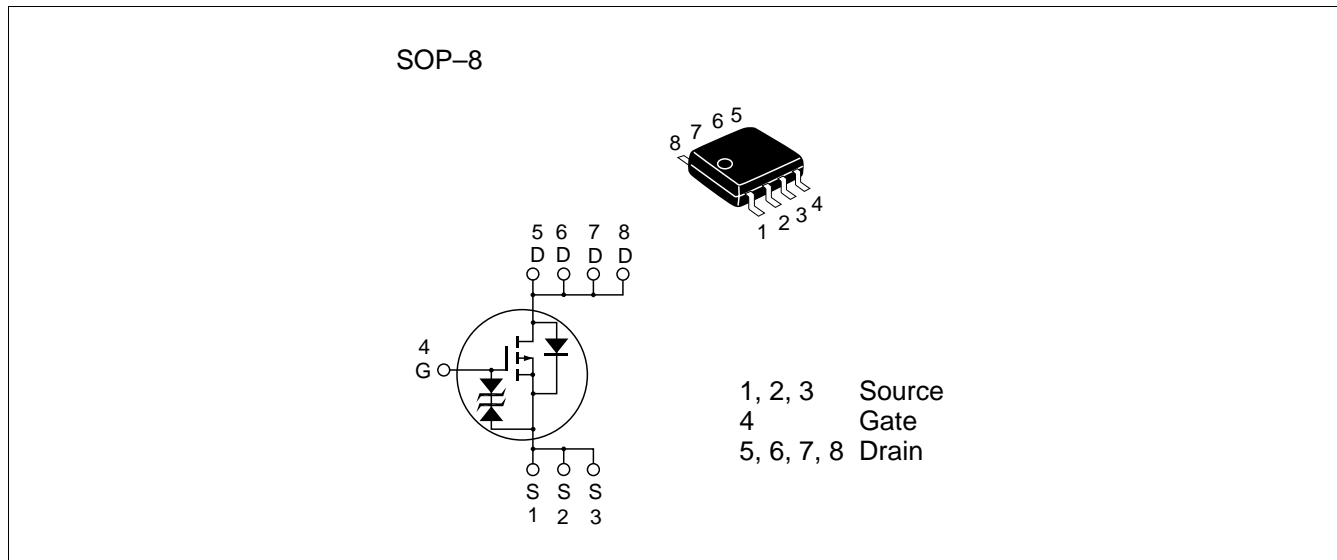 SOP–8
8 7 6 5
1 2 3 4
5 6 7 8
D D D D
4
G
S S S
1 2 3
1, 2, 3 Source
4 Gate
5, 6, 7, 8 Drain